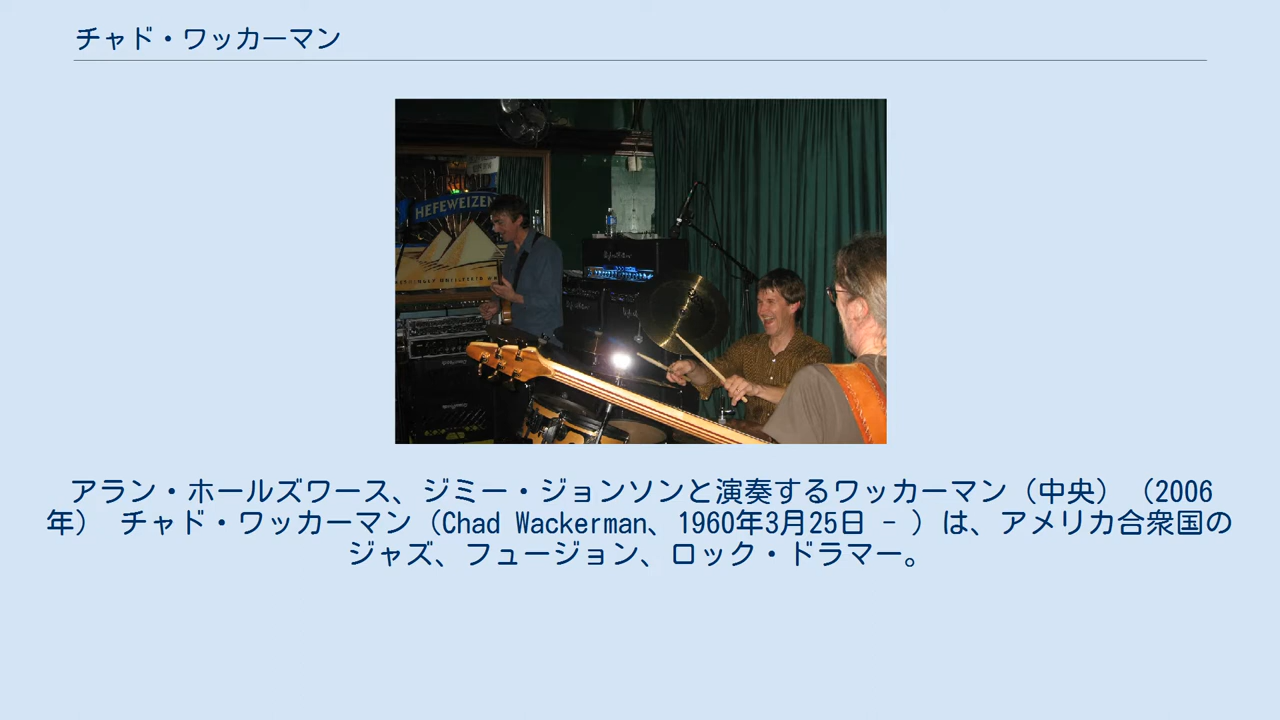 チャド・ワッカーマン
HEFEWEIZEN
アラン・ホールズワース、ジミー・ジョンソンと演奏するワッカーマン（中央）（2006
年） チャド・ワッカーマン（Chad Wackerman、1960年3月25日 - ）は、アメリカ合衆国の
ジャズ、フュージョン、ロック・ドラマー。